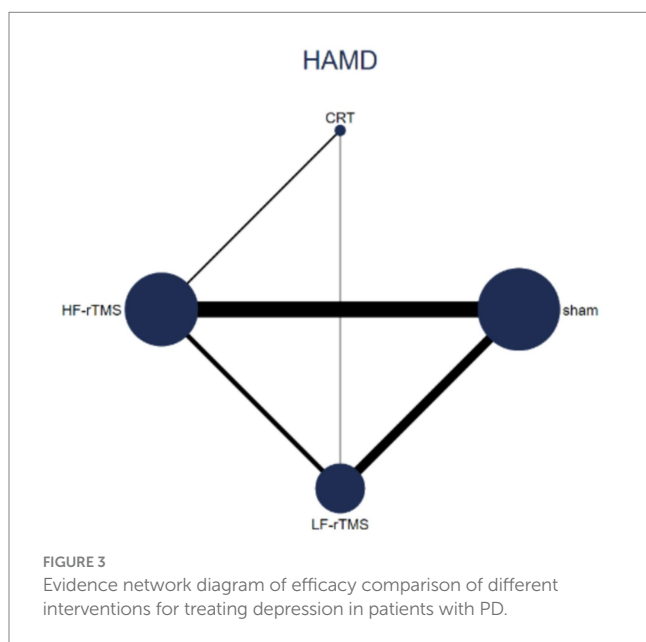 HAMD
CRT
HF-rTMS
sham
LF-rTMS
FIGURE 3
Evidence network diagram of efficacy comparison of different
interventions for treating depression in patients with PD.